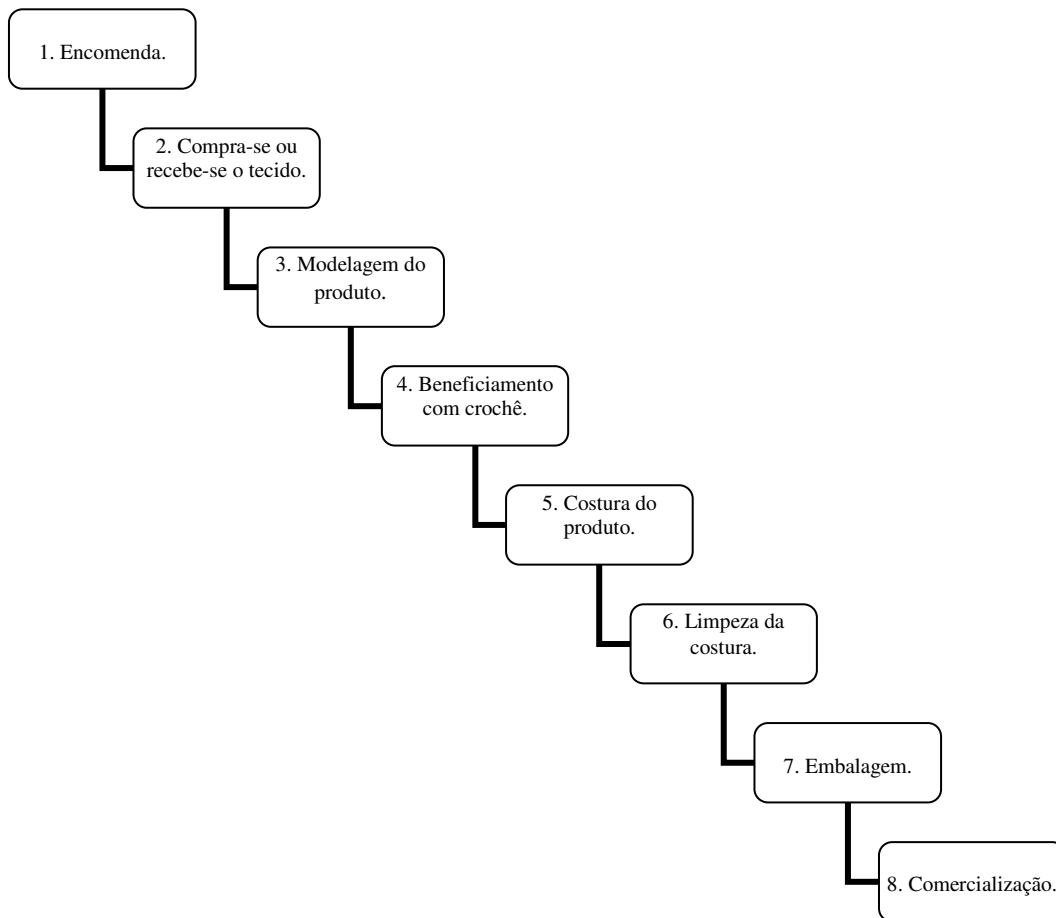 1. Encomenda.
2. Compra-se ou
recebe-se o tecido.
3. Modelagem do
produto.
4. Beneficiamento
com crochê.
5. Costura do
produto.
6. Limpeza da
costura.
7. Embalagem.
8. Comercialização.